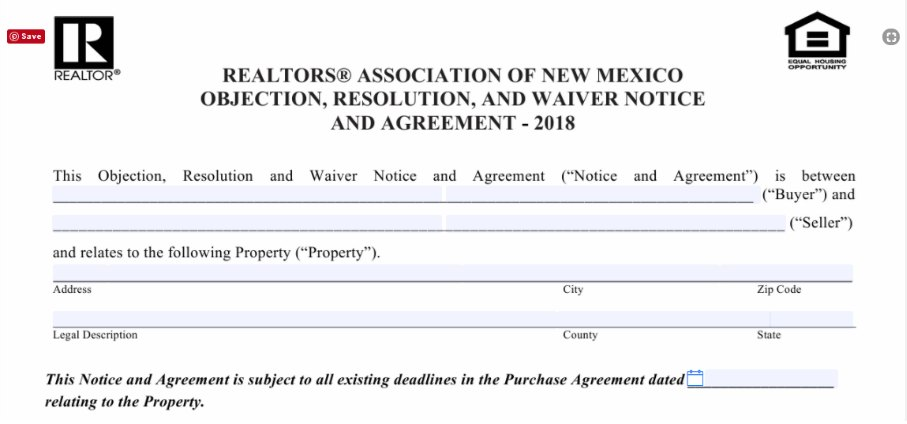 Save
REALTOR®
EQUAL HOUSING
OPPORTUNITY
REALTORS® ASSOCIATION OF NEW MEXICO
OBJECTION, RESOLUTION, AND WAIVER NOTICE
AND AGREEMENT - 2018
This Objection, Resolution and Waiver Notice and Agreement (“Notice and Agreement”) is between
(“Buyer”) and
(“Seller”)
and relates to the following Property (“Property”).
Address City Zip Code
Legal Description County State
This Notice and Agreement is subject to all existing deadlines in the Purchase Agreement dated
relating to the Property.